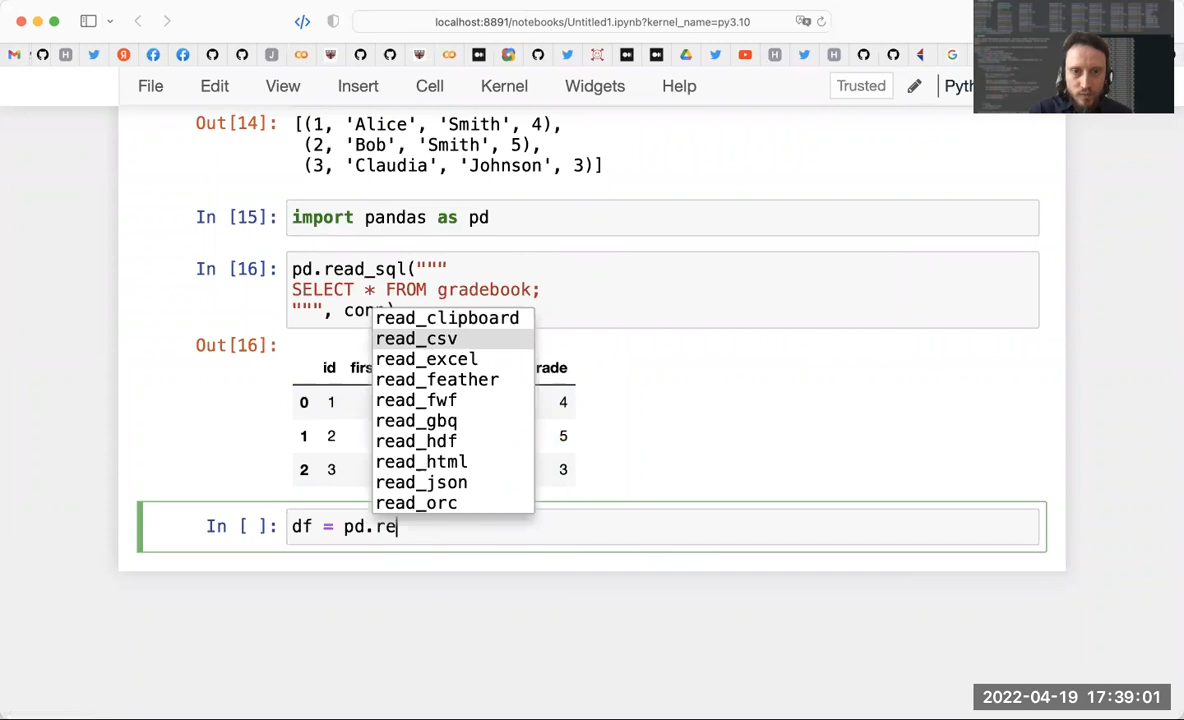 localhost:8891/notebooks/Untitled1.ipynb?kernel_name=py3.10
File Edit View Insert Cell Kernel Widgets Help Trusted Pyth
Out[14]: [(1, 'Alice', 'Smith', 4),
(2, 'Bob', 'Smith', 5),
(3, 'Claudia', 'Johnson', 3)]
In [15]: import pandas as pd
In [16]: pd.read_sql("""
SELECT * FROM gradebook;
""", conn)
Out[16]:
id firs rade
0 1 4
1 2 5
2 3 3
read_clipboard
read_csv
read_excel
read_feather
read_fwf
read_gbq
read_hdf
read_html
read_json
read_orc
In [ ]: df = pd.re
2022-04-19 17:39:01